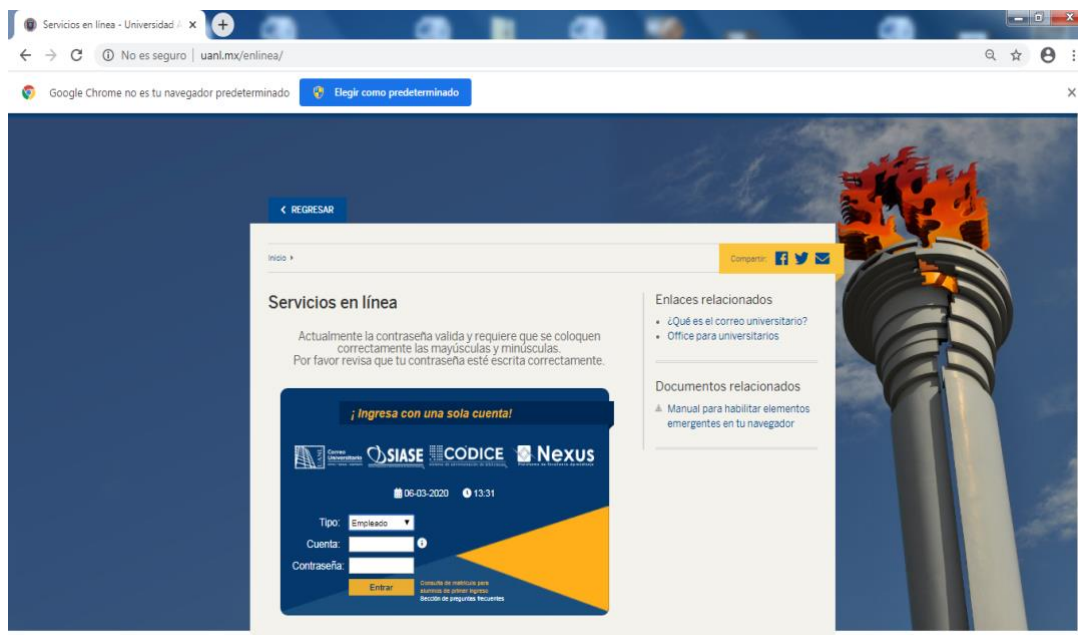 Servicios en línea - Universidad A
No es seguro | uanl.mx/enlinea/
Google Chrome no es tu navegador predeterminado
Elegir como predeterminado
REGRESAR
Inicio
Compartir:
Servicios en línea
Actualmente la contraseña valida y requiere que se coloquen
correctamente las mayúsculas y minúsculas.
Por favor revisa que tu contraseña esté escrita correctamente.
¡ Ingresa con una sola cuenta!
UANL Correo Universitario SIASE CÓDICE Nexus
06-03-2020 13:31
Tipo: Empleado
Cuenta:
Contraseña:
Entrar
Consulta de matrícula para
alumnos de primer ingreso
Sección de preguntas frecuentes
Enlaces relacionados
¿Qué es el correo universitario?
Office para universitarios
Documentos relacionados
Manual para habilitar elementos
emergentes en tu navegador